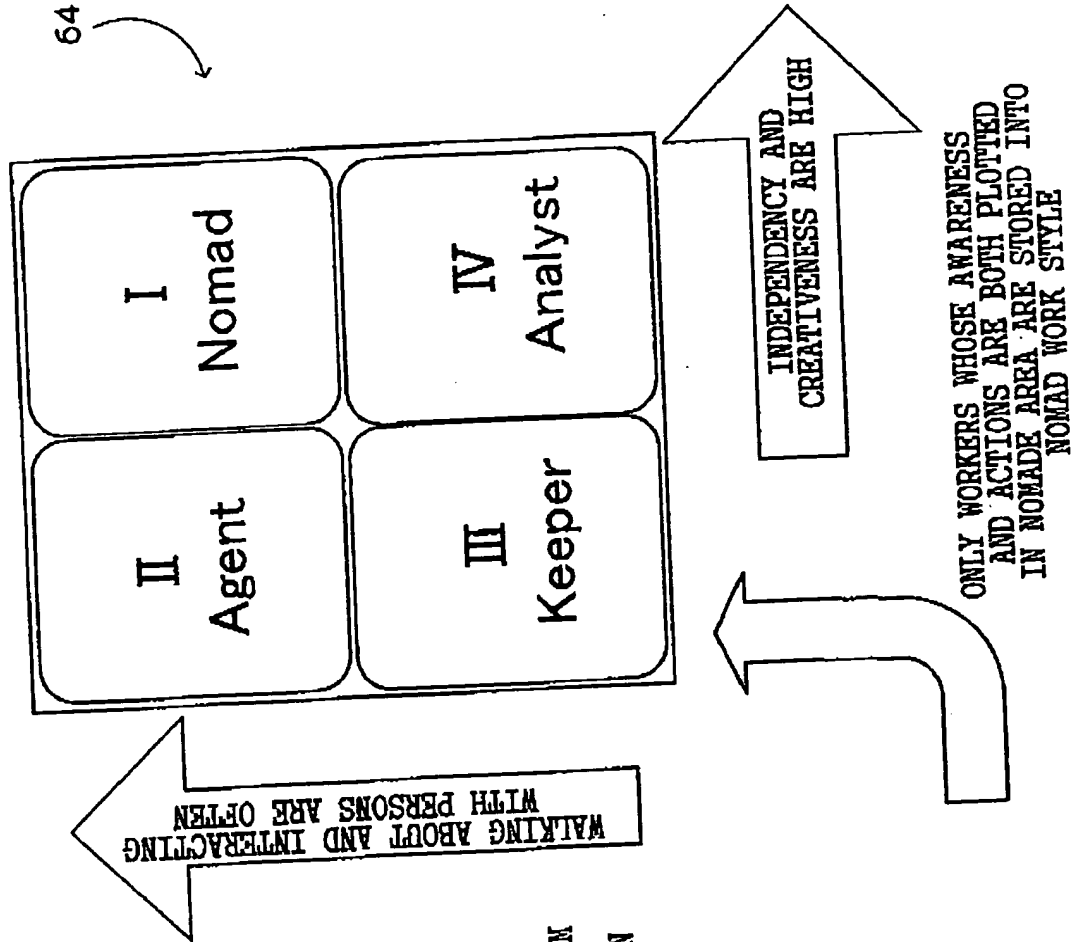 64
WALKING ABOUT AND INTERACTING
WITH PERSONS ARE OFTEN
II
Agent
I
Nomad
III
Keeper
IV
Analyst
INDEPENDENCY AND
CREATIVENESS ARE HIGH
ONLY WORKERS WHOSE AWARENESS
AND ACTIONS ARE BOTH PLOTTED
IN NOMADE AREA ARE STORED INTO
NOMAD WORK STYLE